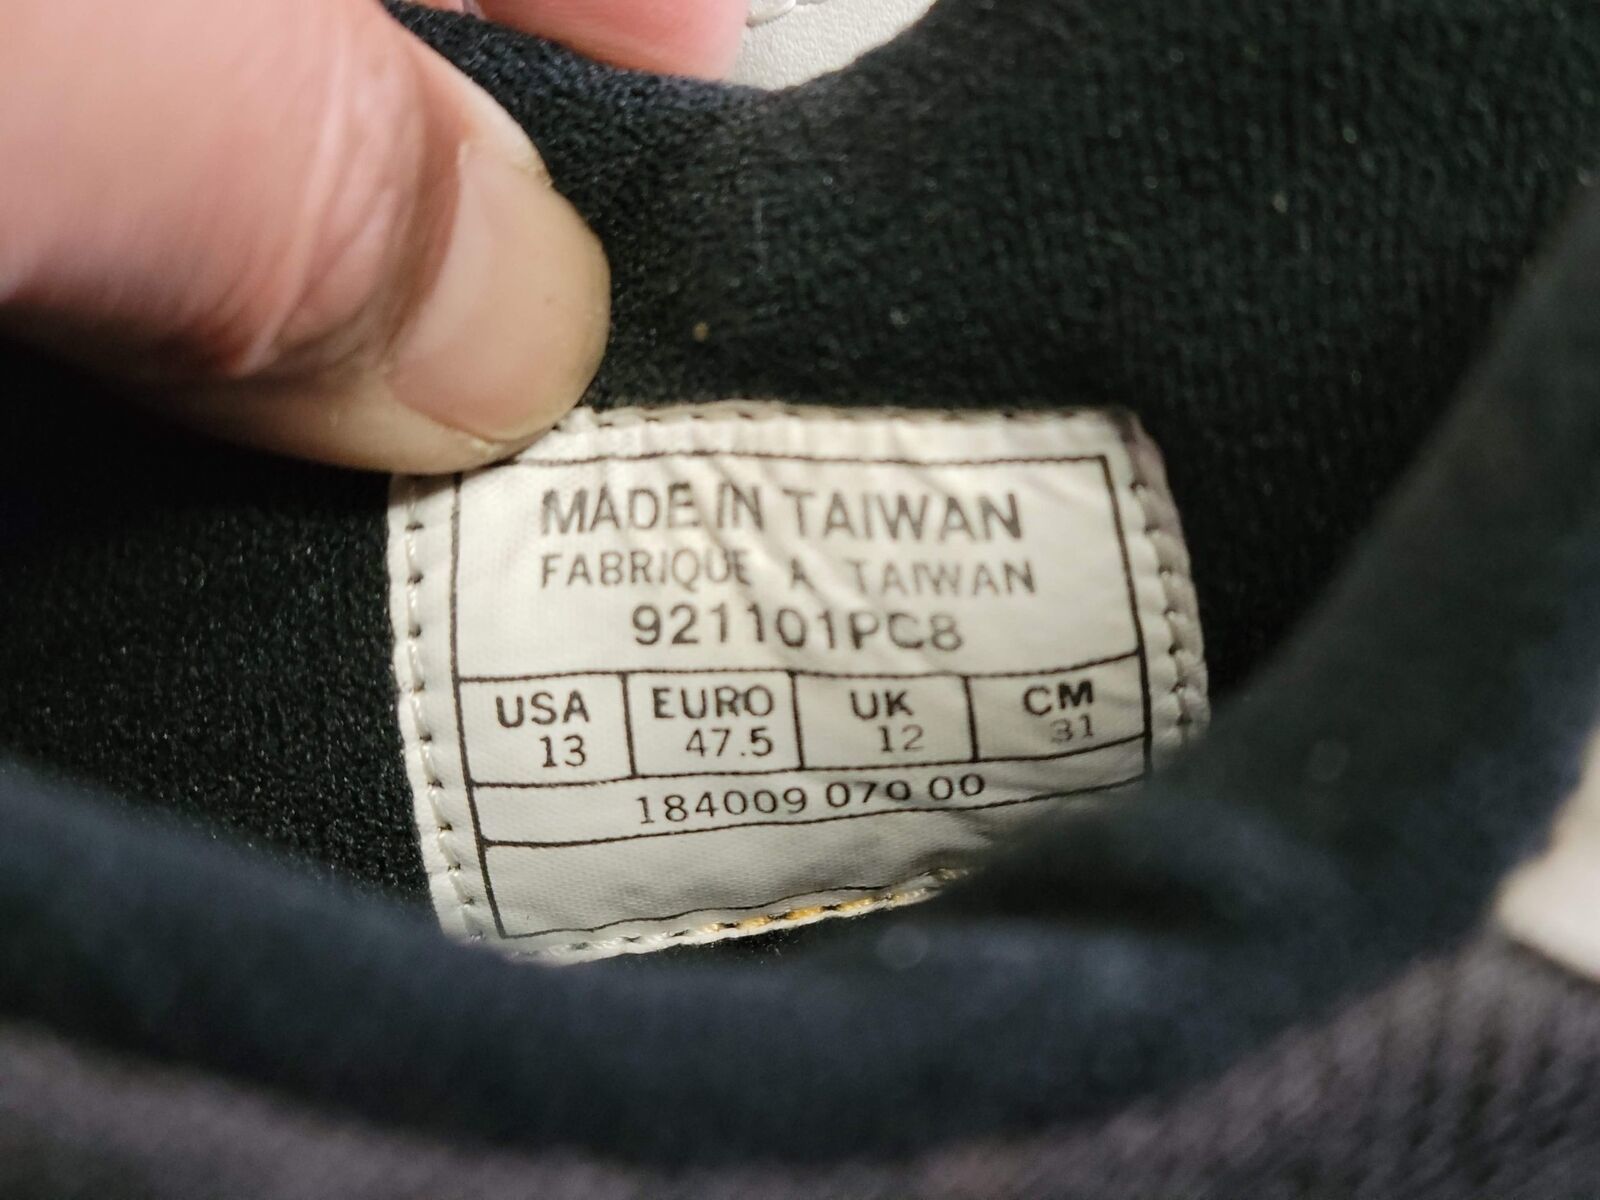 MADE IN TAIWAN
FABRIQUE A TAIWAN
921101PC8
USA EURO UK CM
13 47.5 12 31
184009 070 00